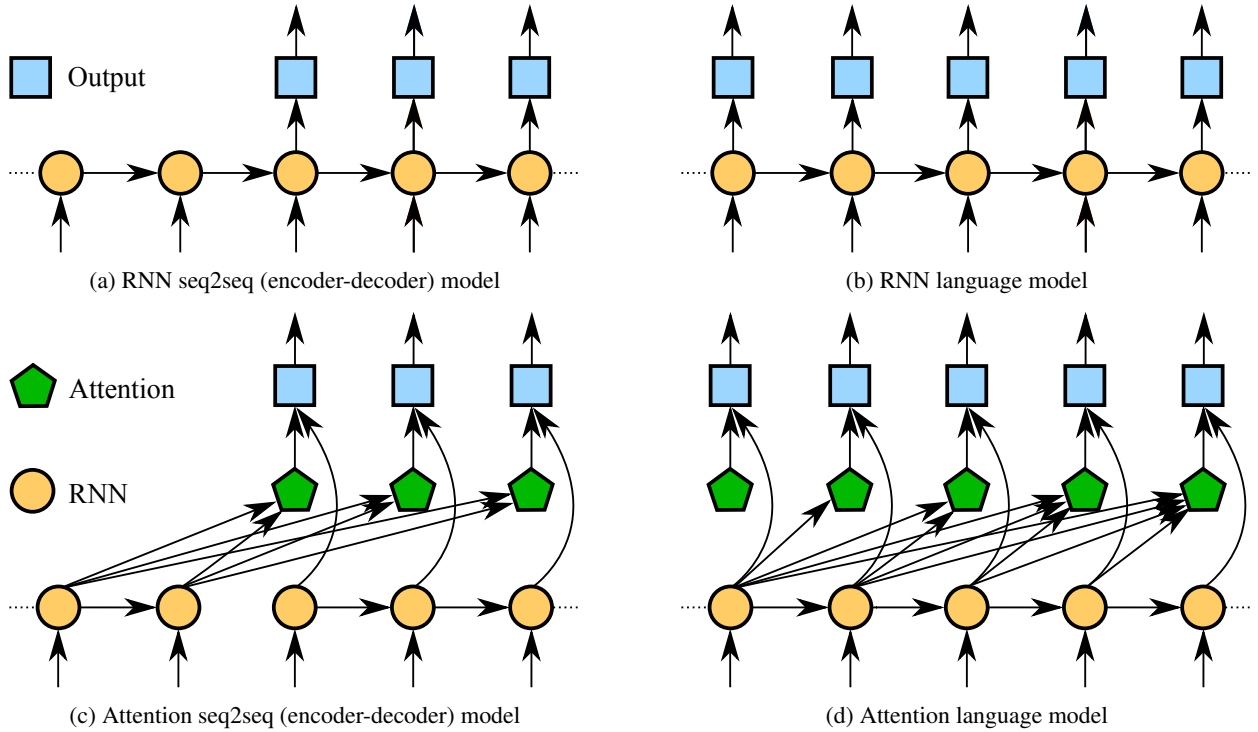 Output
(a) RNN seq2seq (encoder-decoder) model
(b) RNN language model
Attention
RNN
(c) Attention seq2seq (encoder-decoder) model
(d) Attention language model